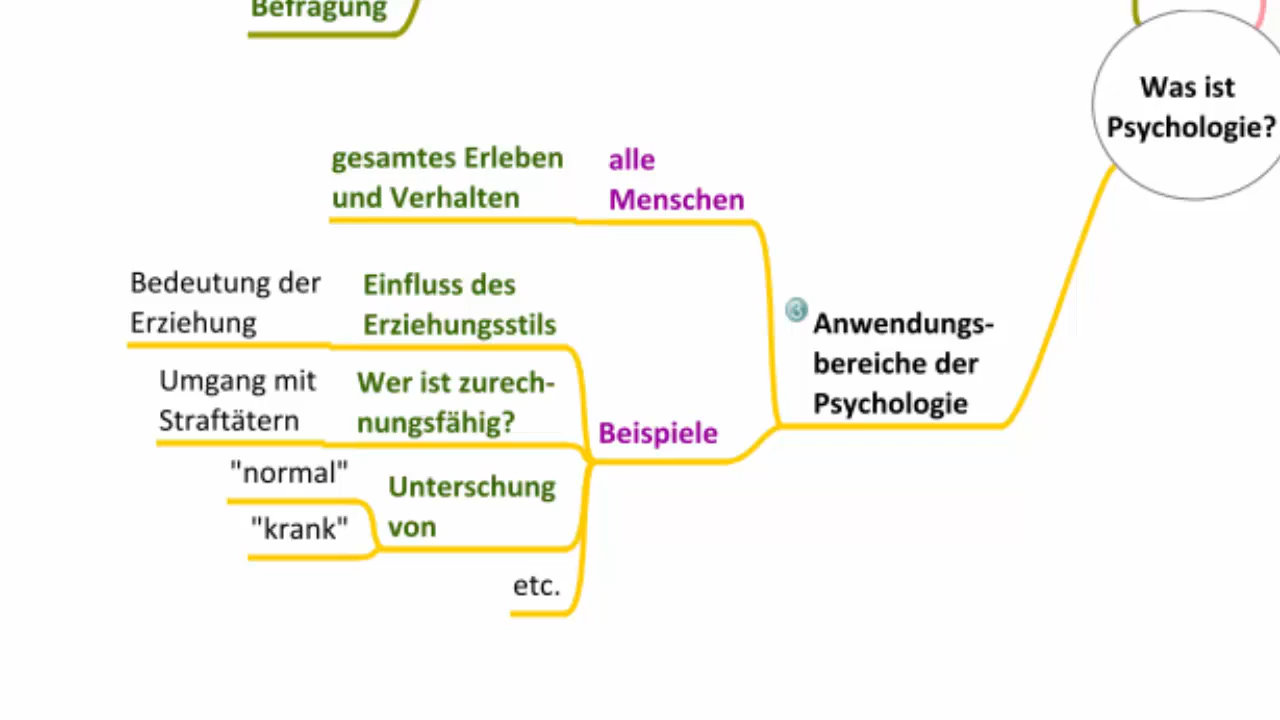 Befragung
Was ist
Psychologie?
gesamtes Erleben
und Verhalten
alle
Menschen
Bedeutung der
Erziehung
Einfluss des
Erziehungsstils
3
Anwendungs-
bereiche der
Psychologie
Umgang mit
Straftätern
Wer ist zurech-
nungsfähig?
Beispiele
"normal"
"krank"
Unterschung
von
etc.